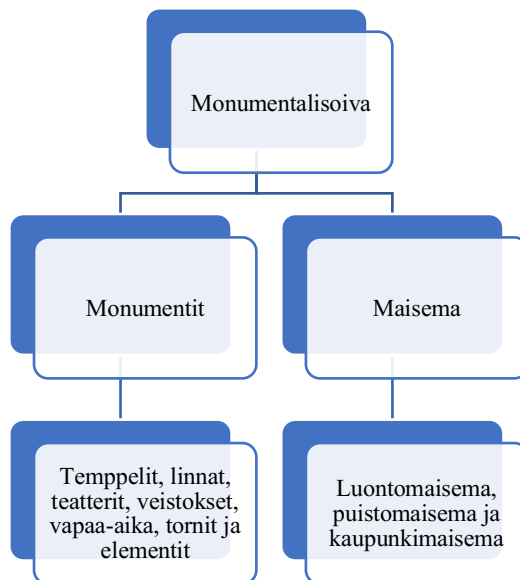 Monumentalisoiva
Monumentit
Maisema
Temppelit, linnat,
teatterit, veistokset,
vapaa-aika, tornit ja
elementit
Luontomaisema,
puistomaisema ja
kaupunkimaisema